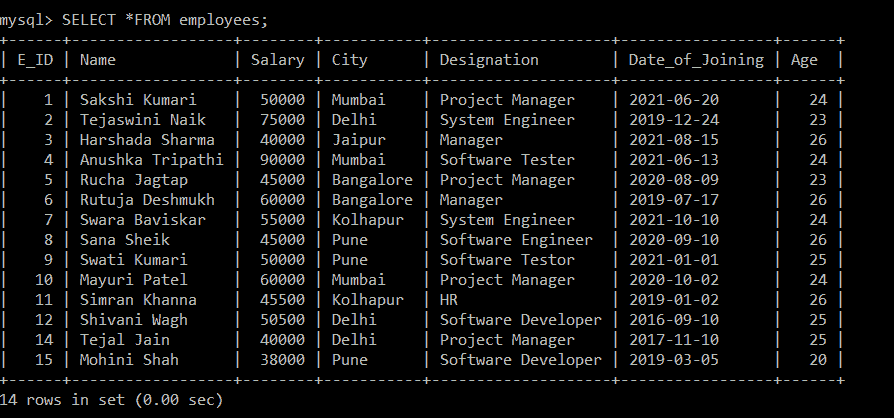 mysql> SELECT *FROM employees;
+------+------------------+--------+-----------+--------------------+-----------------+------+
| E_ID | Name             | Salary | City      | Designation        | Date_of_Joining | Age  |
+------+------------------+--------+-----------+--------------------+-----------------+------+
|    1 | Sakshi Kumari    |  50000 | Mumbai    | Project Manager    | 2021-06-20      |   24 |
|    2 | Tejaswini Naik   |  75000 | Delhi     | System Engineer    | 2019-12-24      |   23 |
|    3 | Harshada Sharma  |  40000 | Jaipur    | Manager            | 2021-08-15      |   26 |
|    4 | Anushka Tripathi |  90000 | Mumbai    | Software Tester    | 2021-06-13      |   24 |
|    5 | Rucha Jagtap     |  45000 | Bangalore | Project Manager    | 2020-08-09      |   23 |
|    6 | Rutuja Deshmukh  |  60000 | Bangalore | Manager            | 2019-07-17      |   26 |
|    7 | Swara Baviskar   |  55000 | Kolhapur  | System Engineer    | 2021-10-10      |   24 |
|    8 | Sana Sheik       |  45000 | Pune      | Software Engineer  | 2020-09-10      |   26 |
|    9 | Swati Kumari     |  50000 | Pune      | Software Testor    | 2021-01-01      |   25 |
|   10 | Mayuri Patel     |  60000 | Mumbai    | Project Manager    | 2020-10-02      |   24 |
|   11 | Simran Khanna    |  45500 | Kolhapur  | HR                 | 2019-01-02      |   26 |
|   12 | Shivani Wagh     |  50500 | Delhi     | Software Developer | 2016-09-10      |   25 |
|   14 | Tejal Jain       |  40000 | Delhi     | Project Manager    | 2017-11-10      |   25 |
|   15 | Mohini Shah      |  38000 | Pune      | Software Developer | 2019-03-05      |   20 |
+------+------------------+--------+-----------+--------------------+-----------------+------+
14 rows in set (0.00 sec)